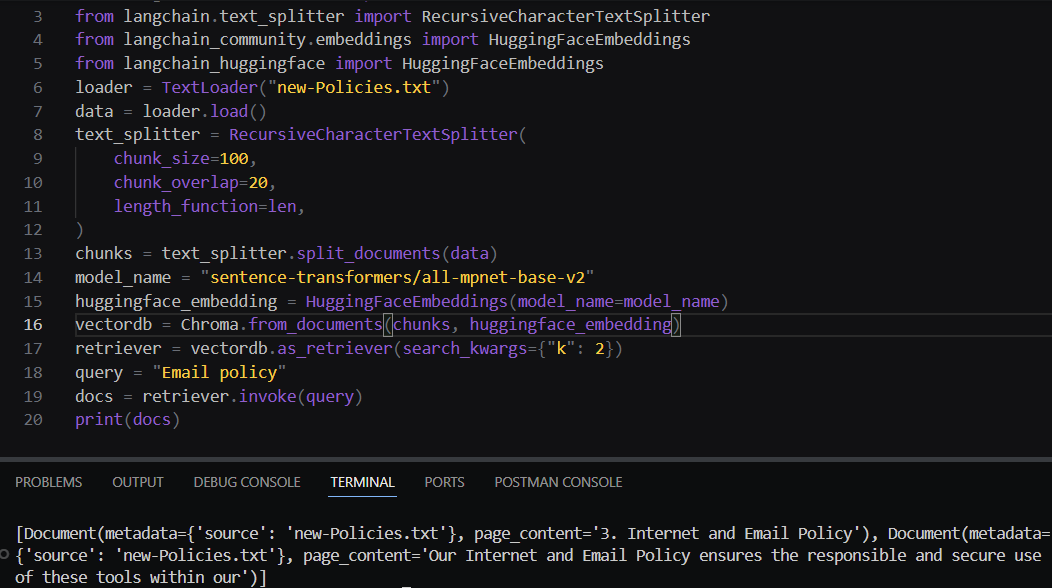 3 from langchain.text_splitter import RecursiveCharacterTextSplitter
4 from langchain_community.embeddings import HuggingFaceEmbeddings
5 from langchain_huggingface import HuggingFaceEmbeddings
6 loader = TextLoader("new-Policies.txt")
7 data = loader.load()
8 text_splitter = RecursiveCharacterTextSplitter(
9     chunk_size=100,
10     chunk_overlap=20,
11     length_function=len,
12 )
13 chunks = text_splitter.split_documents(data)
14 model_name = "sentence-transformers/all-mpnet-base-v2"
15 huggingface_embedding = HuggingFaceEmbeddings(model_name=model_name)
16 vectordb = Chroma.from_documents(chunks, huggingface_embedding)
17 retriever = vectordb.as_retriever(search_kwargs={"k": 2})
18 query = "Email policy"
19 docs = retriever.invoke(query)
20 print(docs)
PROBLEMS OUTPUT DEBUG CONSOLE TERMINAL PORTS POSTMAN CONSOLE
[Document(metadata={'source': 'new-Policies.txt'}, page_content='3. Internet and Email Policy'), Document(metadata=
{'source': 'new-Policies.txt'}, page_content='Our Internet and Email Policy ensures the responsible and secure use
of these tools within our')]